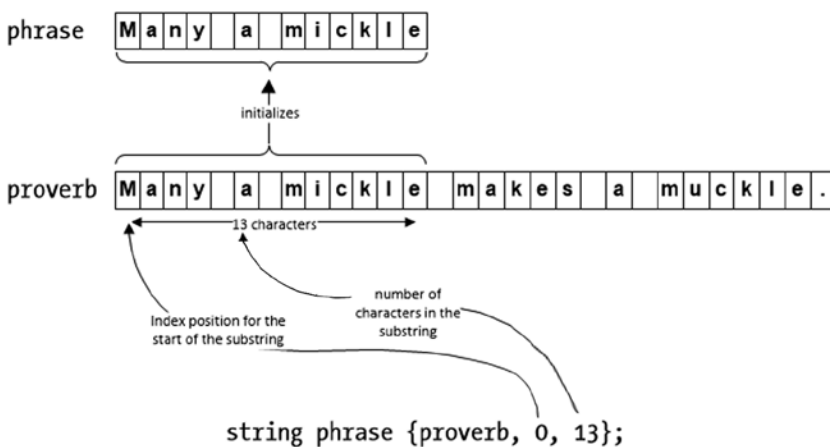 phrase Many a mickle
initializes
proverb Many a mickle makes a muckle.
13 characters
number of
characters in the
substring
Index position for the
start of the substring
string phrase {proverb, 0, 13};